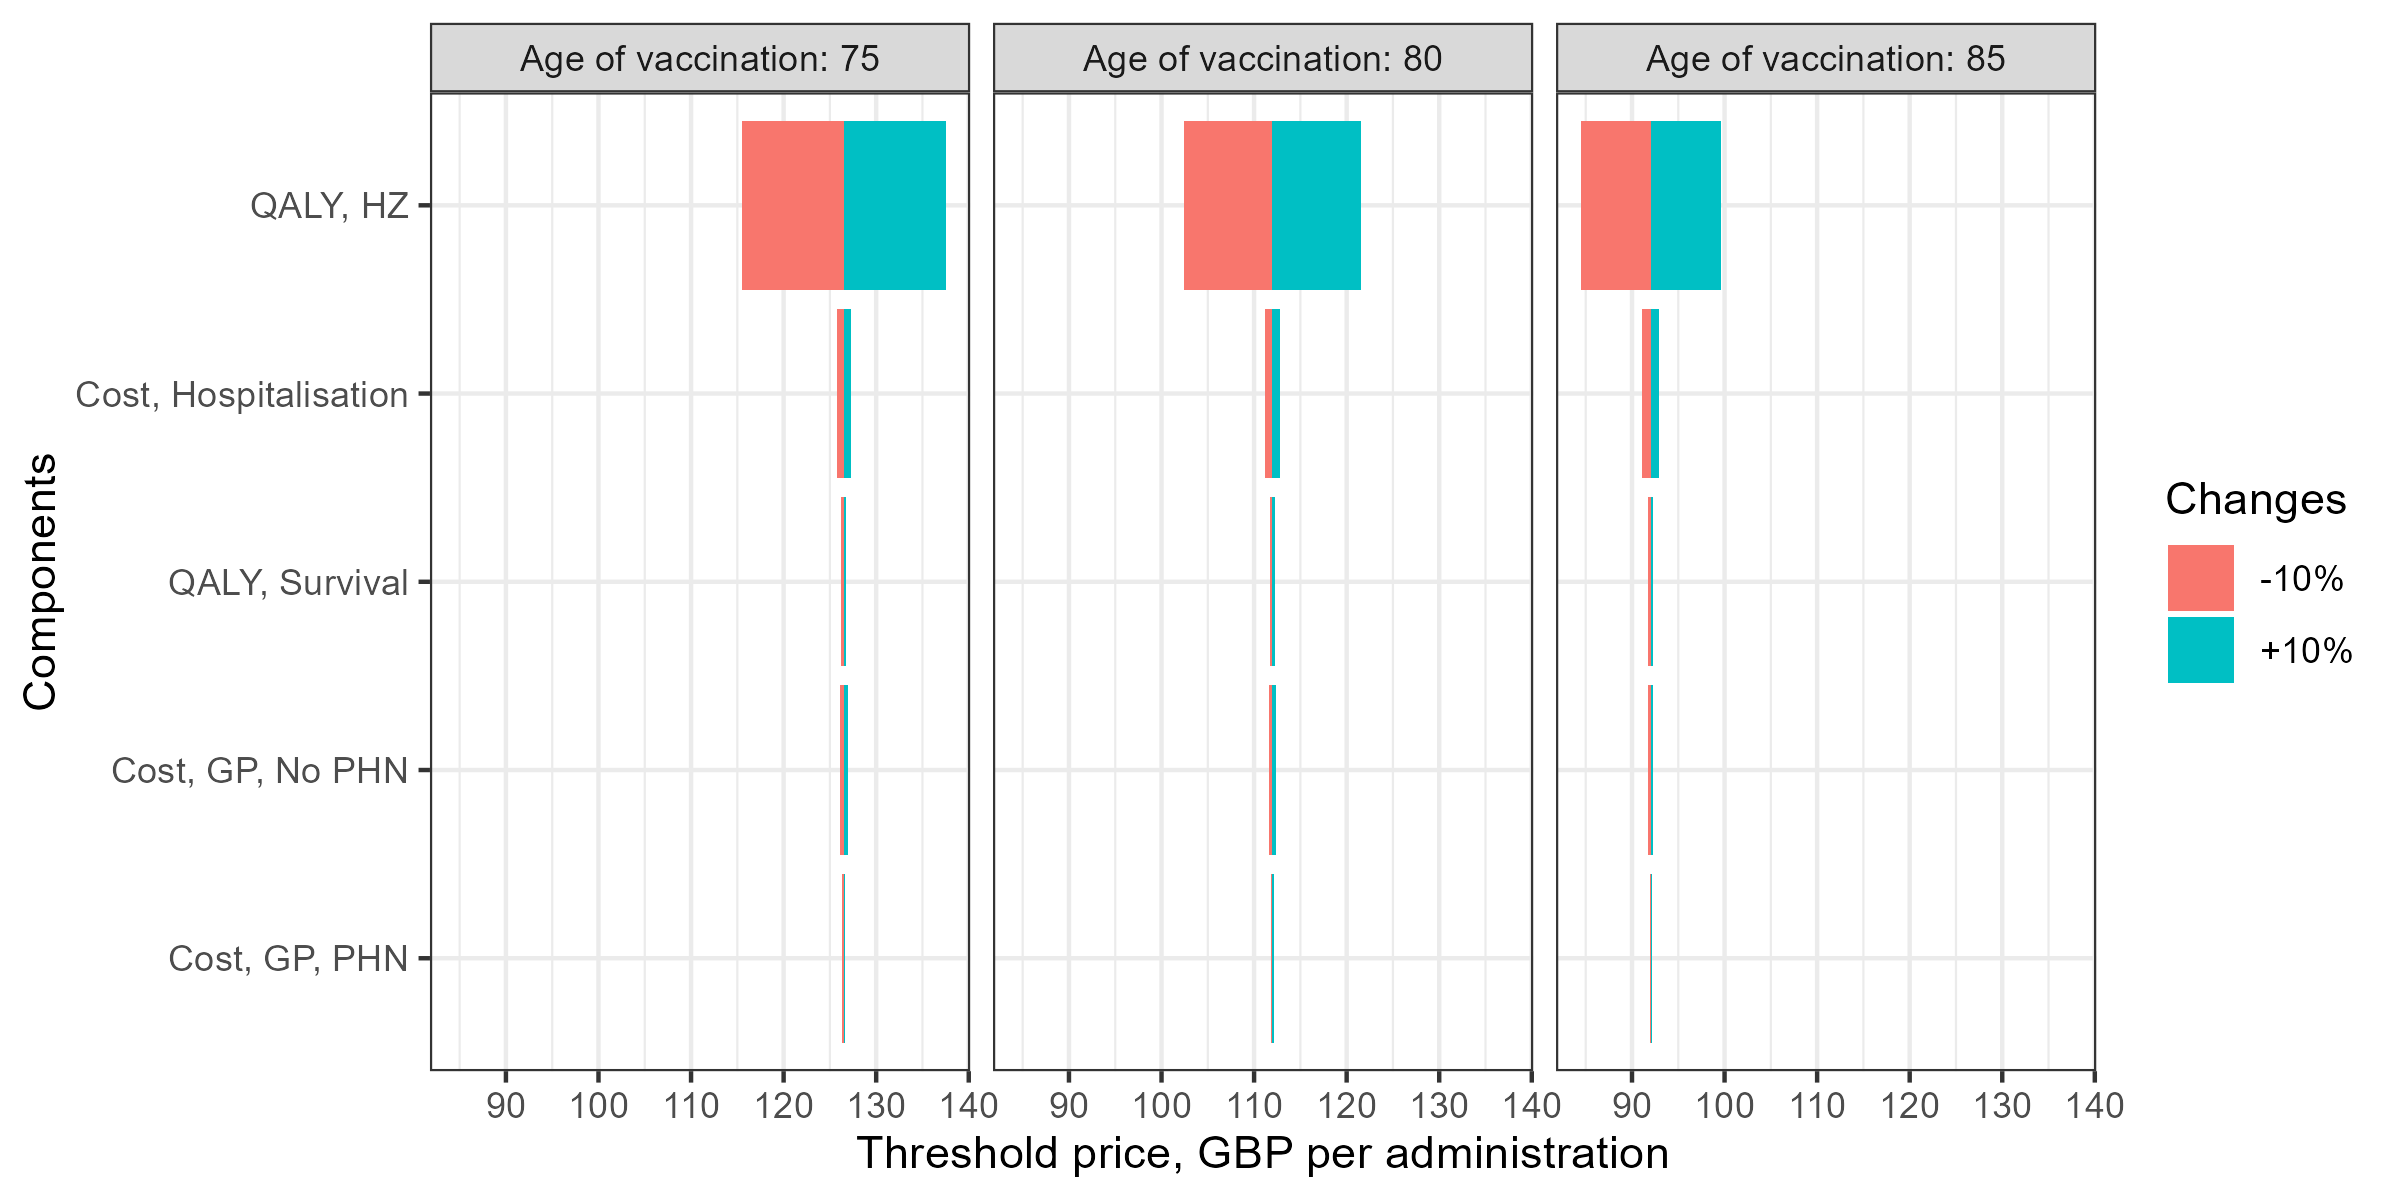 Age of vaccination: 75
Age of vaccination: 80
Age of vaccination: 85
QALY, HZ
Cost, Hospitalisation
QALY, Survival
Cost, GP, No PHN
Cost, GP, PHN
Components
90 100 110 120 130 140
90 100 110 120 130 140
90 100 110 120 130 140
Threshold price, GBP per administration
Changes
-10%
+10%